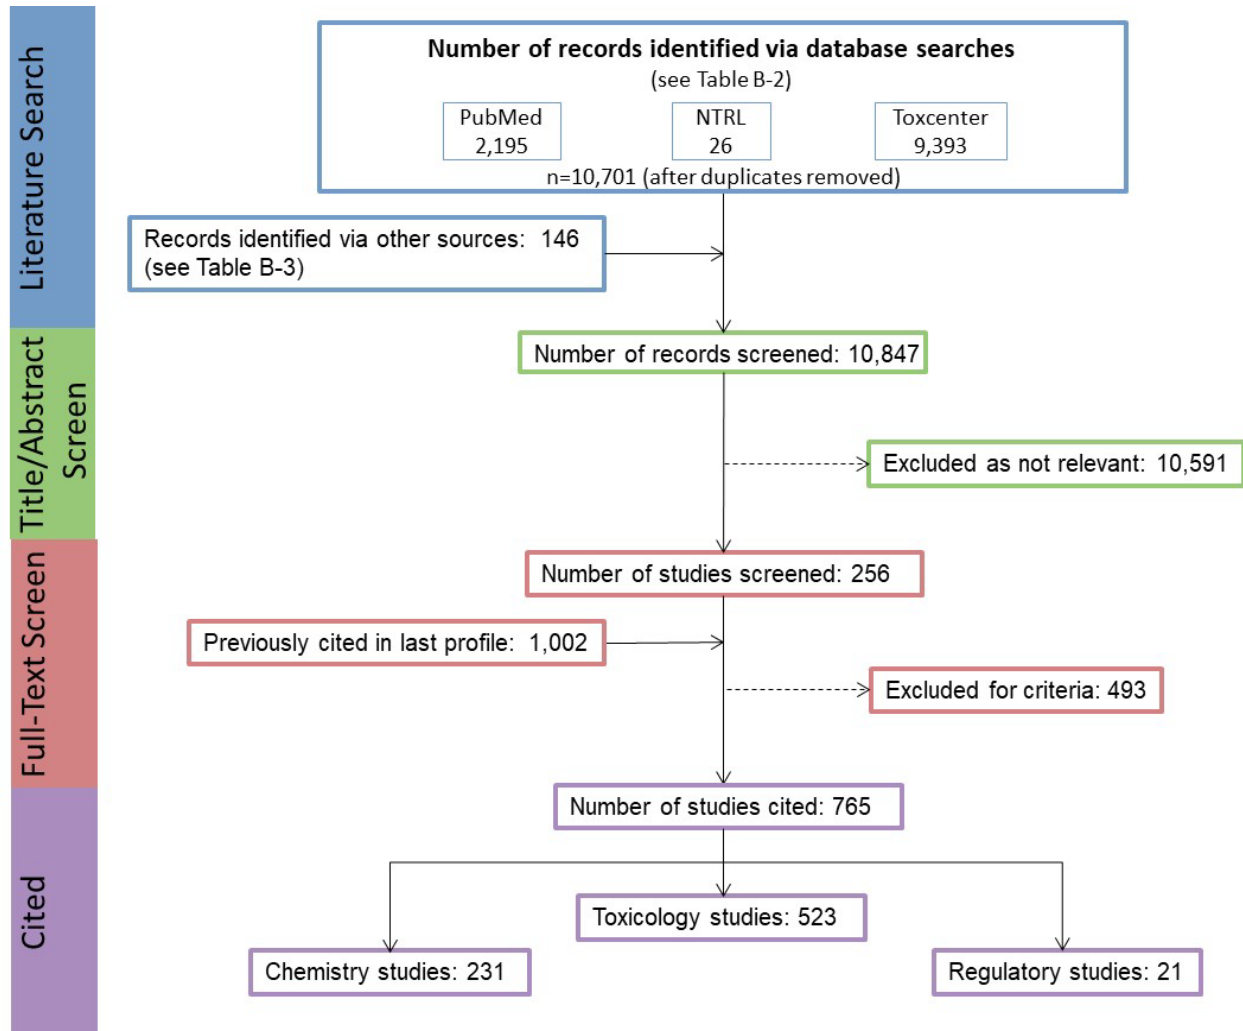 Literature Search
Number of records identified via database searches
(see Table B-2)
PubMed
2,195
NTRL
26
Toxcenter
9,393
n=10,701 (after duplicates removed)
Records identified via other sources: 146
(see Table B-3)
Title/Abstract
Screen
Number of records screened: 10,847
Excluded as not relevant: 10,591
Full-Text Screen
Number of studies screened: 256
Previously cited in last profile: 1,002
Excluded for criteria: 493
Cited
Number of studies cited: 765
Toxicology studies: 523
Chemistry studies: 231
Regulatory studies: 21